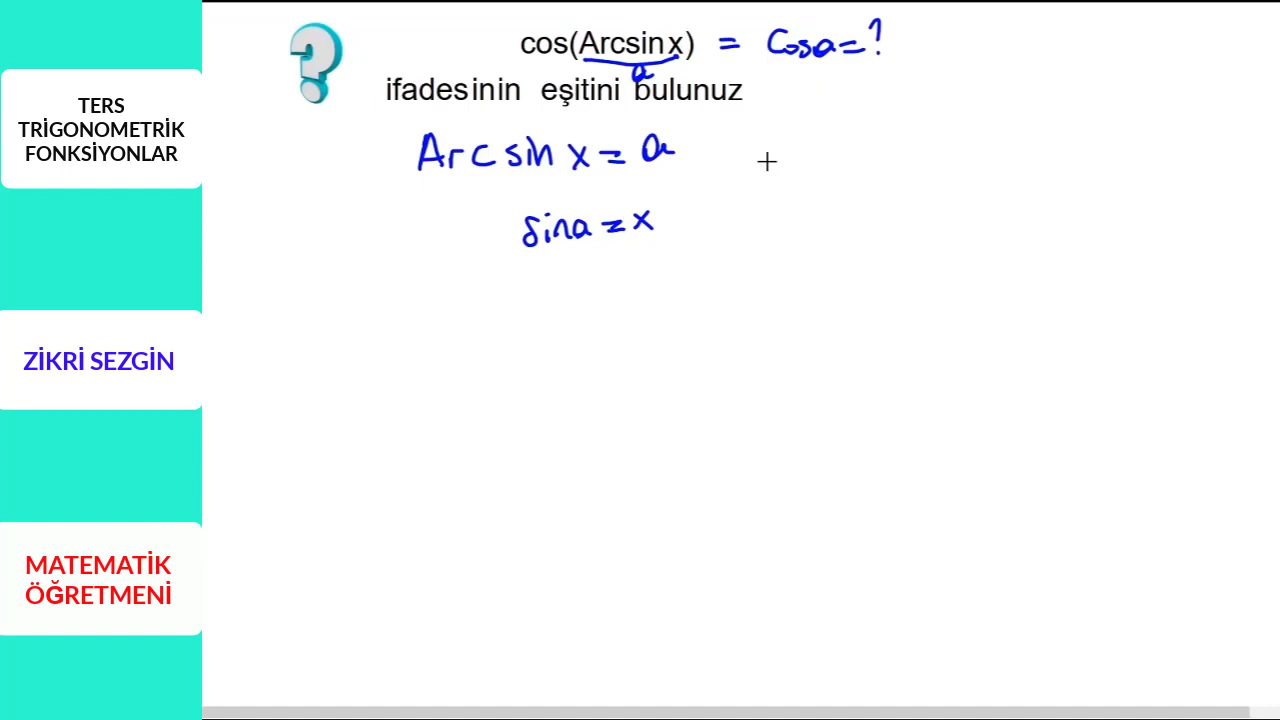 cos(Arcsinx) = Cosa=?
a
ifadesinin eşitini bulunuz
Arcsin x = a
sina = x
TERS
TRİGONOMETRİK
FONKSİYONLAR
ZİKRİ SEZGİN
MATEMATİK
ÖĞRETMENİ